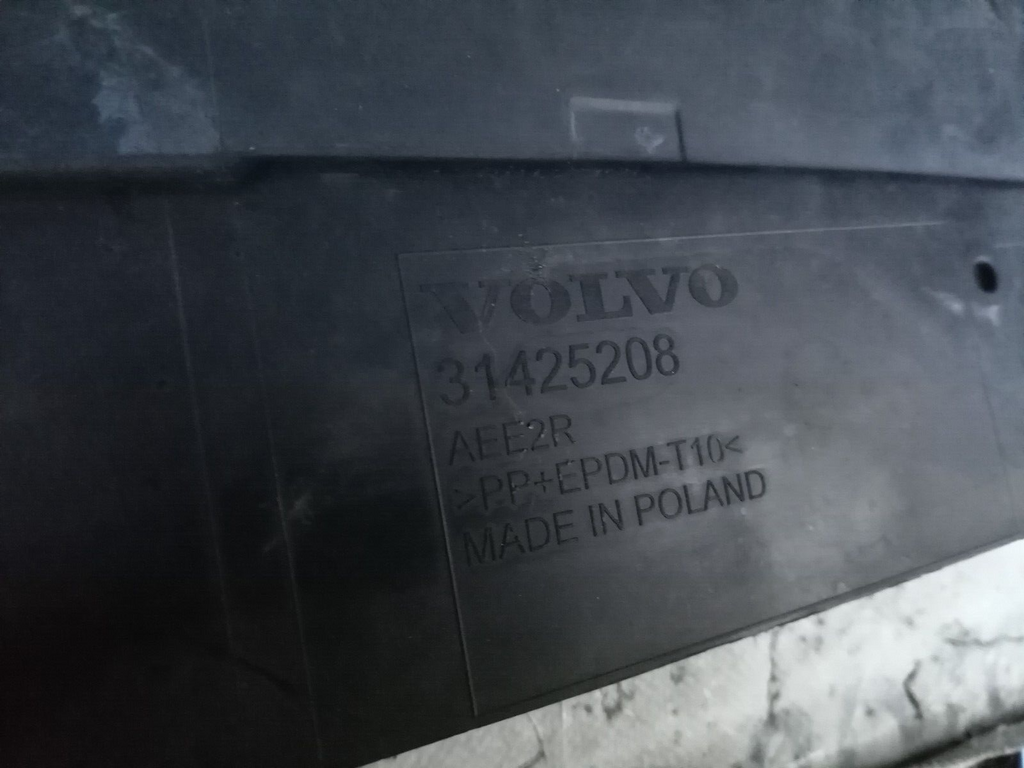 VOLVO
31425208
AEE2R
>PP+EPDM-T10<
MADE IN POLAND